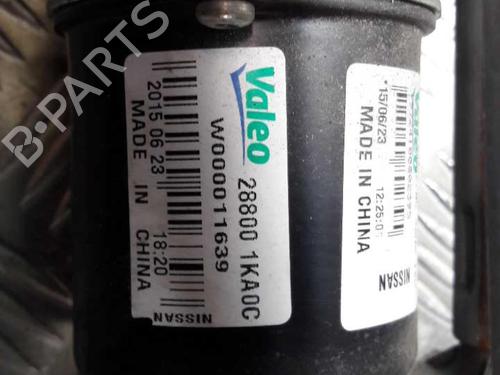 B-PARTS
Valeo
28800 1KA0C
W000011639
2015 06 23 18:20
MADE IN CHINA
NISSAN
'15/06/23 12:25:0
MADE IN CHINA
NISSAN